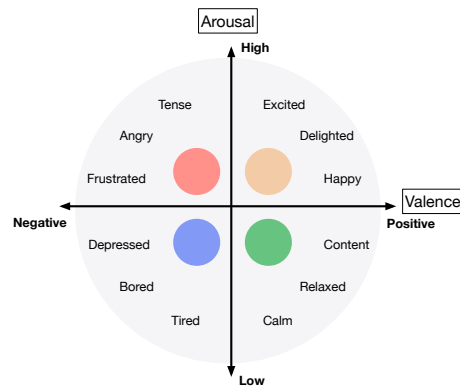 Arousal
High
Tense
Excited
Angry
Delighted
Frustrated
Happy
Valence
Negative
Positive
Depressed
Content
Bored
Relaxed
Tired
Calm
Low